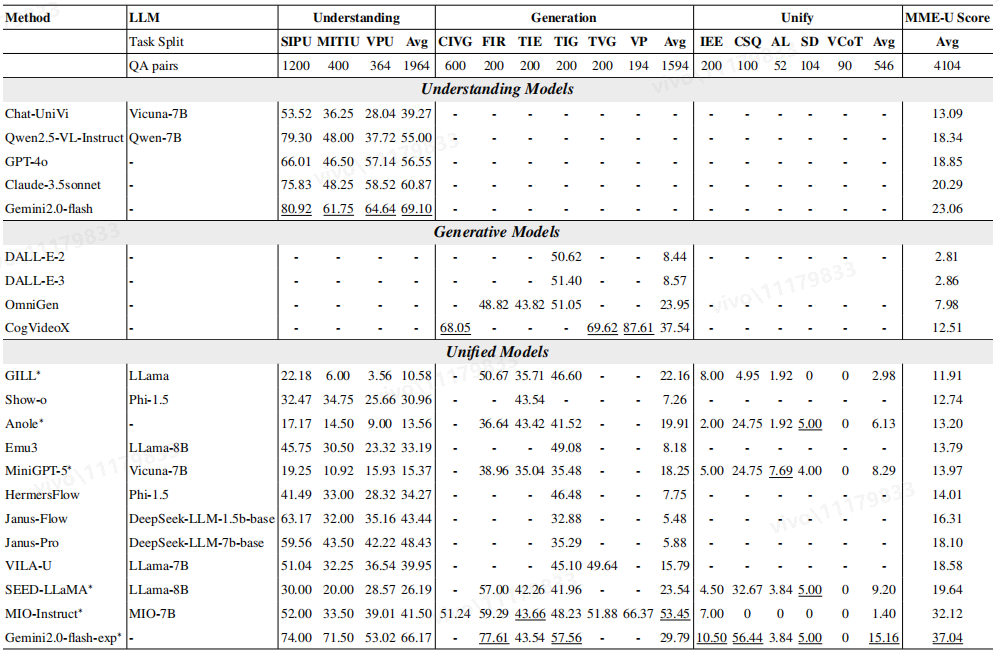 Method LLM Understanding Generation Unify MME-U Score
Task Split SIPU MITIU VPU Avg CIVG FIR TIE TIG TVG VP Avg IEE CSQ AL SD VCoT Avg Avg
QA pairs 1200 400 364 1964 600 200 200 200 200 194 1594 200 100 52 104 90 546 4104
Understanding Models
Chat-UniVi Vicuna-7B 53.52 36.25 28.04 39.27 - - - - - - - - - - - - - 13.09
Qwen2.5-VL-Instruct Qwen-7B 79.30 48.00 37.72 55.00 - - - - - - - - - - - - - 18.34
GPT-4o - 66.01 46.50 57.14 56.55 - - - - - - - - - - - - - 18.85
Claude-3.5sonnet - 75.83 48.25 58.52 60.87 - - - - - - - - - - - - - 20.29
Gemini2.0-flash - 80.92 61.75 64.64 69.10 - - - - - - - - - - - - - 23.06
Generative Models
DALL-E-2 - - - - - - - - 50.62 - - 8.44 - - - - - - 2.81
DALL-E-3 - - - - - - - - 51.40 - - 8.57 - - - - - - 2.86
OmniGen - - - - - - 48.82 43.82 51.05 - - 23.95 - - - - - - 7.98
CogVideoX - - - - - 68.05 - - - 69.62 87.61 37.54 - - - - - - 12.51
Unified Models
GILL* LLama 22.18 6.00 3.56 10.58 - 50.67 35.71 46.60 - - 22.16 8.00 4.95 1.92 0 0 2.98 11.91
Show-o Phi-1.5 32.47 34.75 25.66 30.96 - - 43.54 - - 7.26 - - - - - - 12.74
Anole* - 17.17 14.50 9.00 13.56 - 36.64 43.42 41.52 - - 19.91 2.00 24.75 1.92 5.00 0 6.13 13.20
Emu3 LLama-8B 45.75 30.50 23.32 33.19 - - - 49.08 - - 8.18 - - - - - - 13.79
MiniGPT-5* Vicuna-7B 19.25 10.92 15.93 15.37 - 38.96 35.04 35.48 - - 18.25 5.00 24.75 7.69 4.00 0 8.29 13.97
HermersFlow Phi-1.5 41.49 33.00 28.32 34.27 - - - 46.48 - - 7.75 - - - - - - 14.01
Janus-Flow DeepSeek-LLM-1.5b-base 63.17 32.00 35.16 43.44 - - - 32.88 - - 5.48 - - - - - - 16.31
Janus-Pro DeepSeek-LLM-7b-base 59.56 43.50 42.22 48.43 - - - 35.29 - - 5.88 - - - - - - 18.10
VILA-U LLama-7B 51.04 32.25 36.54 39.95 - - - 45.10 49.64 - 15.79 - - - - - - 18.58
SEED-LLaMA* LLama-8B 30.00 20.00 28.57 26.19 - 57.00 42.26 41.96 - - 23.54 4.50 32.67 3.84 5.00 0 9.20 19.64
MIO-Instruct* MIO-7B 52.00 33.50 39.01 41.50 51.24 59.29 43.66 48.23 51.88 66.37 53.45 7.00 0 0 0 0 1.40 32.12
Gemini2.0-flash-exp* - 74.00 71.50 53.02 66.17 - 77.61 43.54 57.56 - - 29.79 10.50 56.44 3.84 5.00 0 15.16 37.04
vivo\11179833